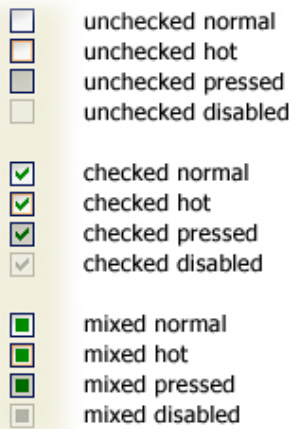 unchecked normal
unchecked hot
unchecked pressed
unchecked disabled
checked normal
checked hot
checked pressed
checked disabled
mixed normal
mixed hot
mixed pressed
mixed disabled